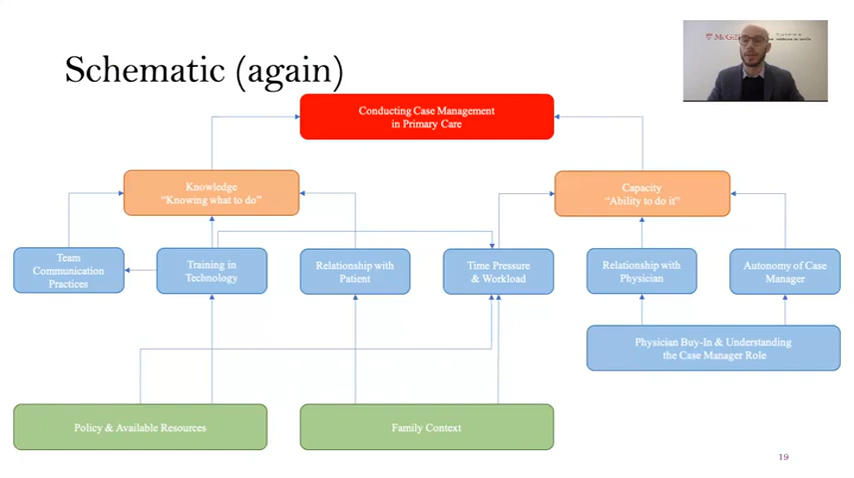 Schematic (again)
McGill
Conducting Case Management
in Primary Care
Knowledge
“Knowing what to do”
Capacity
“Ability to do it”
Team
Communication
Practices
Training in
Technology
Relationship with
Patient
Time Pressure
& Workload
Relationship with
Physician
Autonomy of Case
Manager
Physician Buy-In & Understanding
the Case Manager Role
Policy & Available Resources
Family Context
19